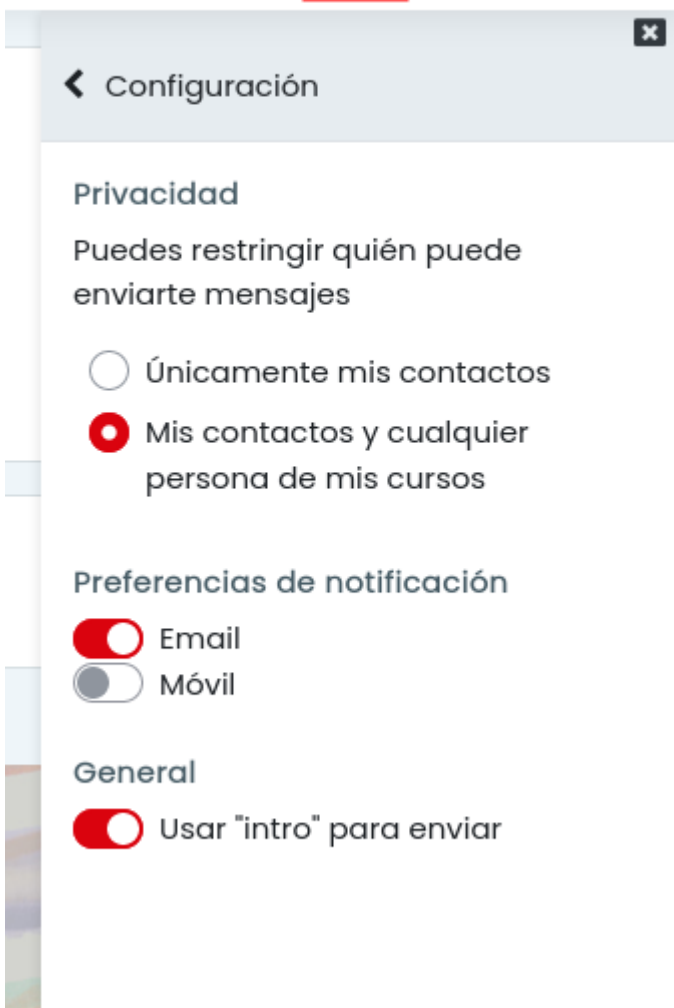 Configuración
Privacidad
Puedes restringir quién puede
enviarte mensajes
Únicamente mis contactos
Mis contactos y cualquier
persona de mis cursos
Preferencias de notificación
Email
Móvil
General
Usar "intro" para enviar